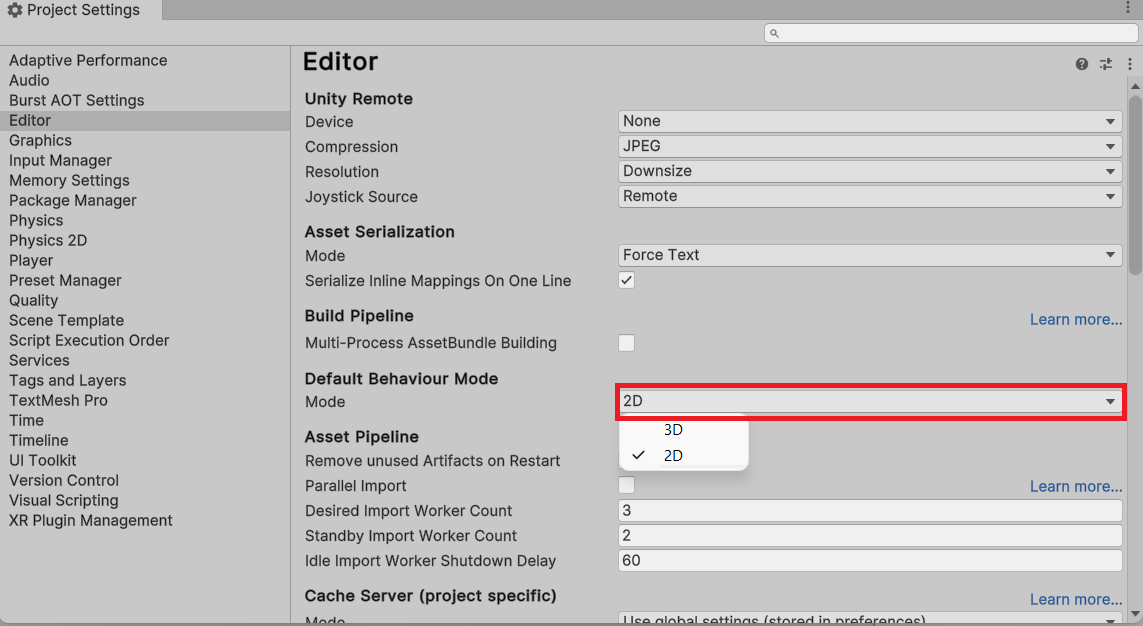 Project Settings
Adaptive Performance
Audio
Burst AOT Settings
Editor
Graphics
Input Manager
Memory Settings
Package Manager
Physics
Physics 2D
Player
Preset Manager
Quality
Scene Template
Script Execution Order
Services
Tags and Layers
TextMesh Pro
Time
Timeline
UI Toolkit
Version Control
Visual Scripting
XR Plugin Management
Editor
Unity Remote
Device None
Compression JPEG
Resolution Downsize
Joystick Source Remote
Asset Serialization
Mode Force Text
Serialize Inline Mappings On One Line
Build Pipeline Learn more...
Multi-Process AssetBundle Building
Default Behaviour Mode
Mode 2D
3D
2D
Asset Pipeline
Remove unused Artifacts on Restart
Parallel Import Learn more...
Desired Import Worker Count 3
Standby Import Worker Count 2
Idle Import Worker Shutdown Delay 60
Cache Server (project specific) Learn more...
Mode Use global settings (stored in preferences)